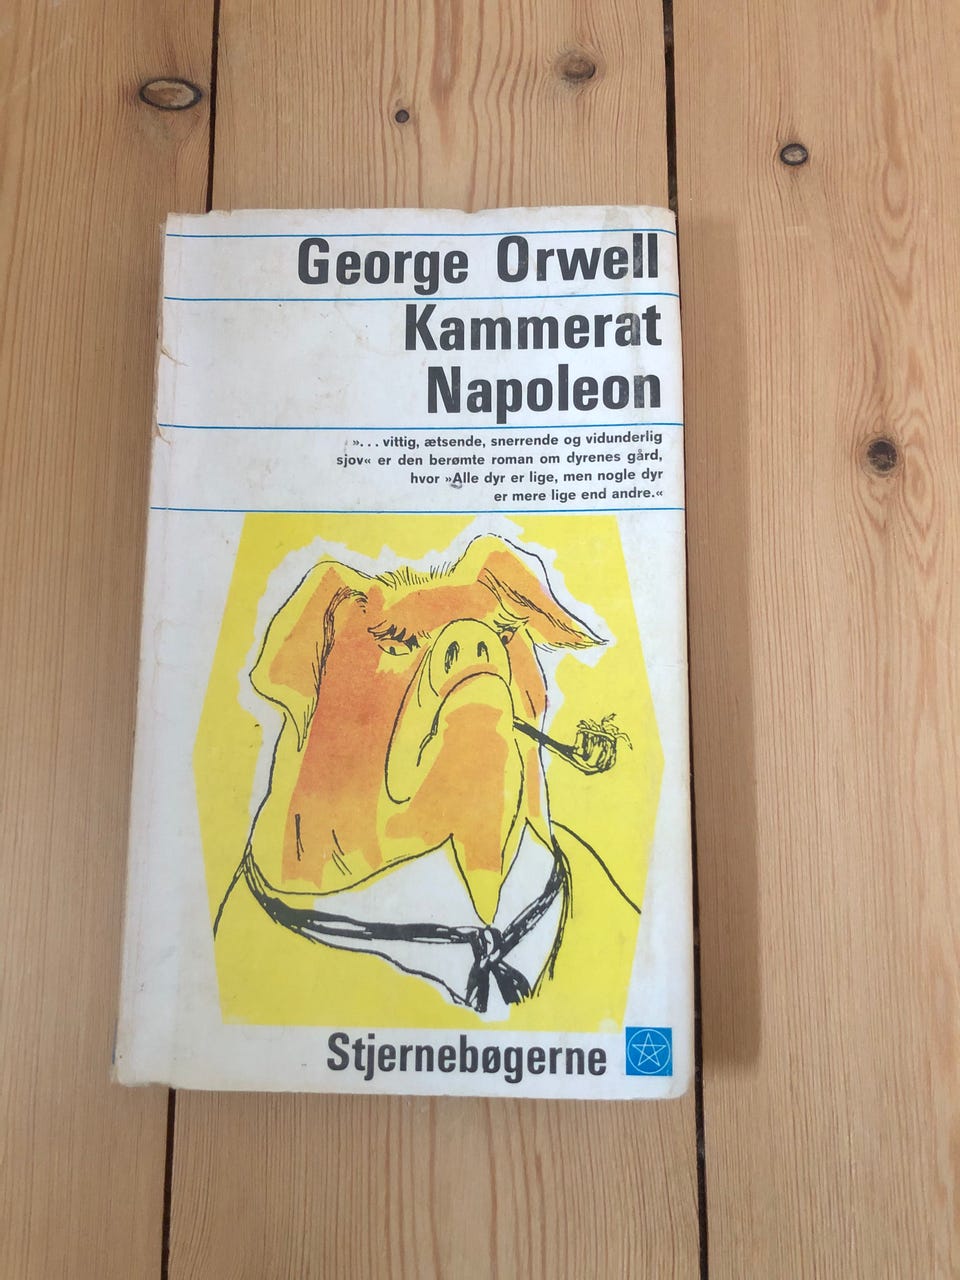 George Orwell
Kammerat
Napoleon
». . . vittig, ætsende, snerrende og vidunderlig
sjov« er den berømte roman om dyrenes gård,
hvor »Alle dyr er lige, men nogle dyr
er mere lige end andre.«
Stjernebøgerne